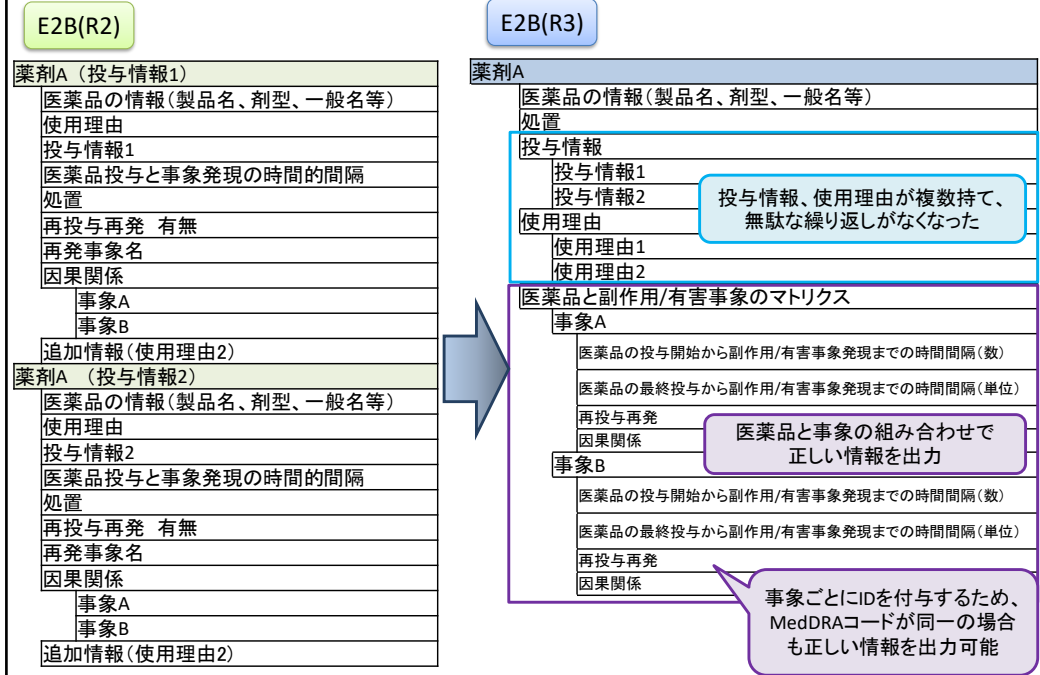 E2B(R2)
薬剤A（投与情報1）
医薬品の情報（製品名、剤型、一般名等）
使用理由
投与情報1
医薬品投与と事象発現の時間的間隔
処置
再投与再発 有無
再発事象名
因果関係
事象A
事象B
追加情報（使用理由2）
薬剤A （投与情報2）
医薬品の情報（製品名、剤型、一般名等）
使用理由
投与情報2
医薬品投与と事象発現の時間的間隔
処置
再投与再発 有無
再発事象名
因果関係
事象A
事象B
追加情報（使用理由2）
E2B(R3)
薬剤A
医薬品の情報（製品名、剤型、一般名等）
処置
投与情報
投与情報1
投与情報2
使用理由
使用理由1
使用理由2
投与情報、使用理由が複数持て、
無駄な繰り返しがなくなった
医薬品と副作用/有害事象のマトリクス
事象A
医薬品の投与開始から副作用/有害事象発現までの時間間隔（数）
医薬品の最終投与から副作用/有害事象発現までの時間間隔（単位）
再投与再発
因果関係
医薬品と事象の組み合わせで
正しい情報を出力
事象B
医薬品の投与開始から副作用/有害事象発現までの時間間隔（数）
医薬品の最終投与から副作用/有害事象発現までの時間間隔（単位）
再投与再発
因果関係
事象ごとにIDを付与するため、
MedDRAコードが同一の場合
も正しい情報を出力可能